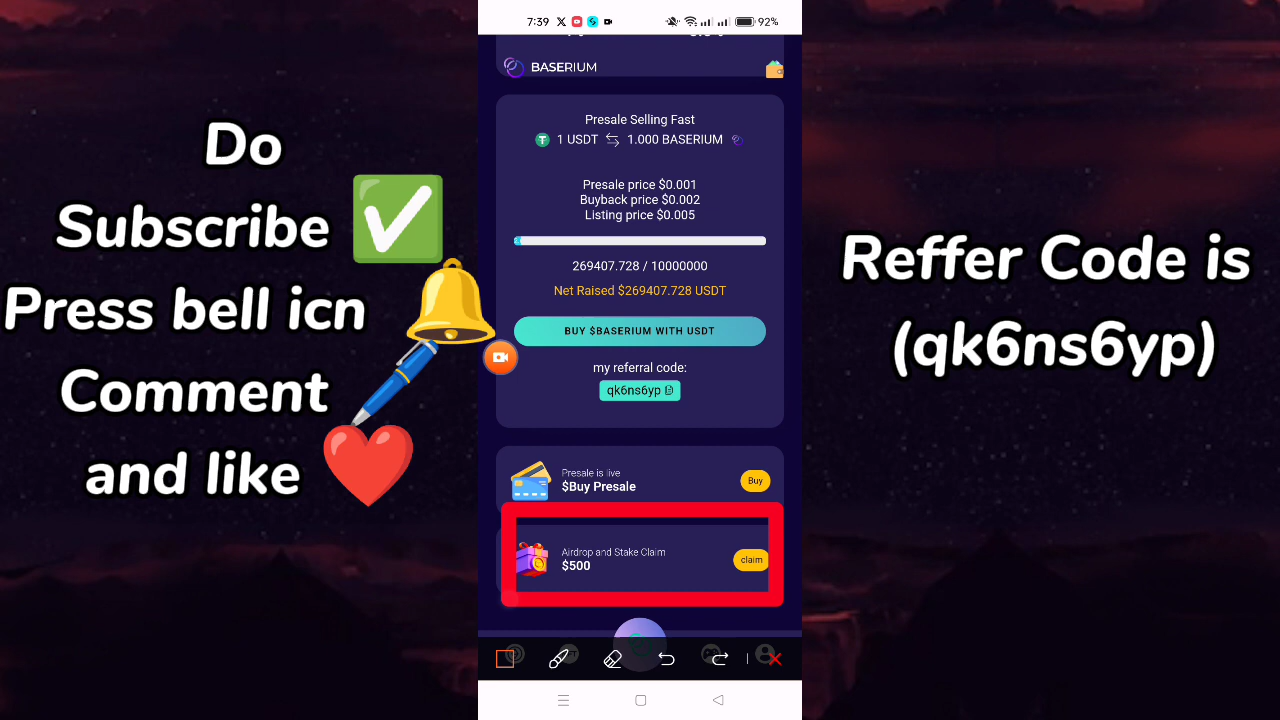 Do
Subscribe
Press bell icn
Comment
and like
7:39
92%
BASERIUM
Presale Selling Fast
1 USDT 1.000 BASERIUM
Presale price $0.001
Buyback price $0.002
Listing price $0.005
269407.728 / 10000000
Net Raised $269407.728 USDT
BUY $BASERIUM WITH USDT
my referral code:
qk6ns6yp
Presale is live
$Buy Presale
Buy
Airdrop and Stake Claim
$500
claim
Reffer Code is
(qk6ns6yp)